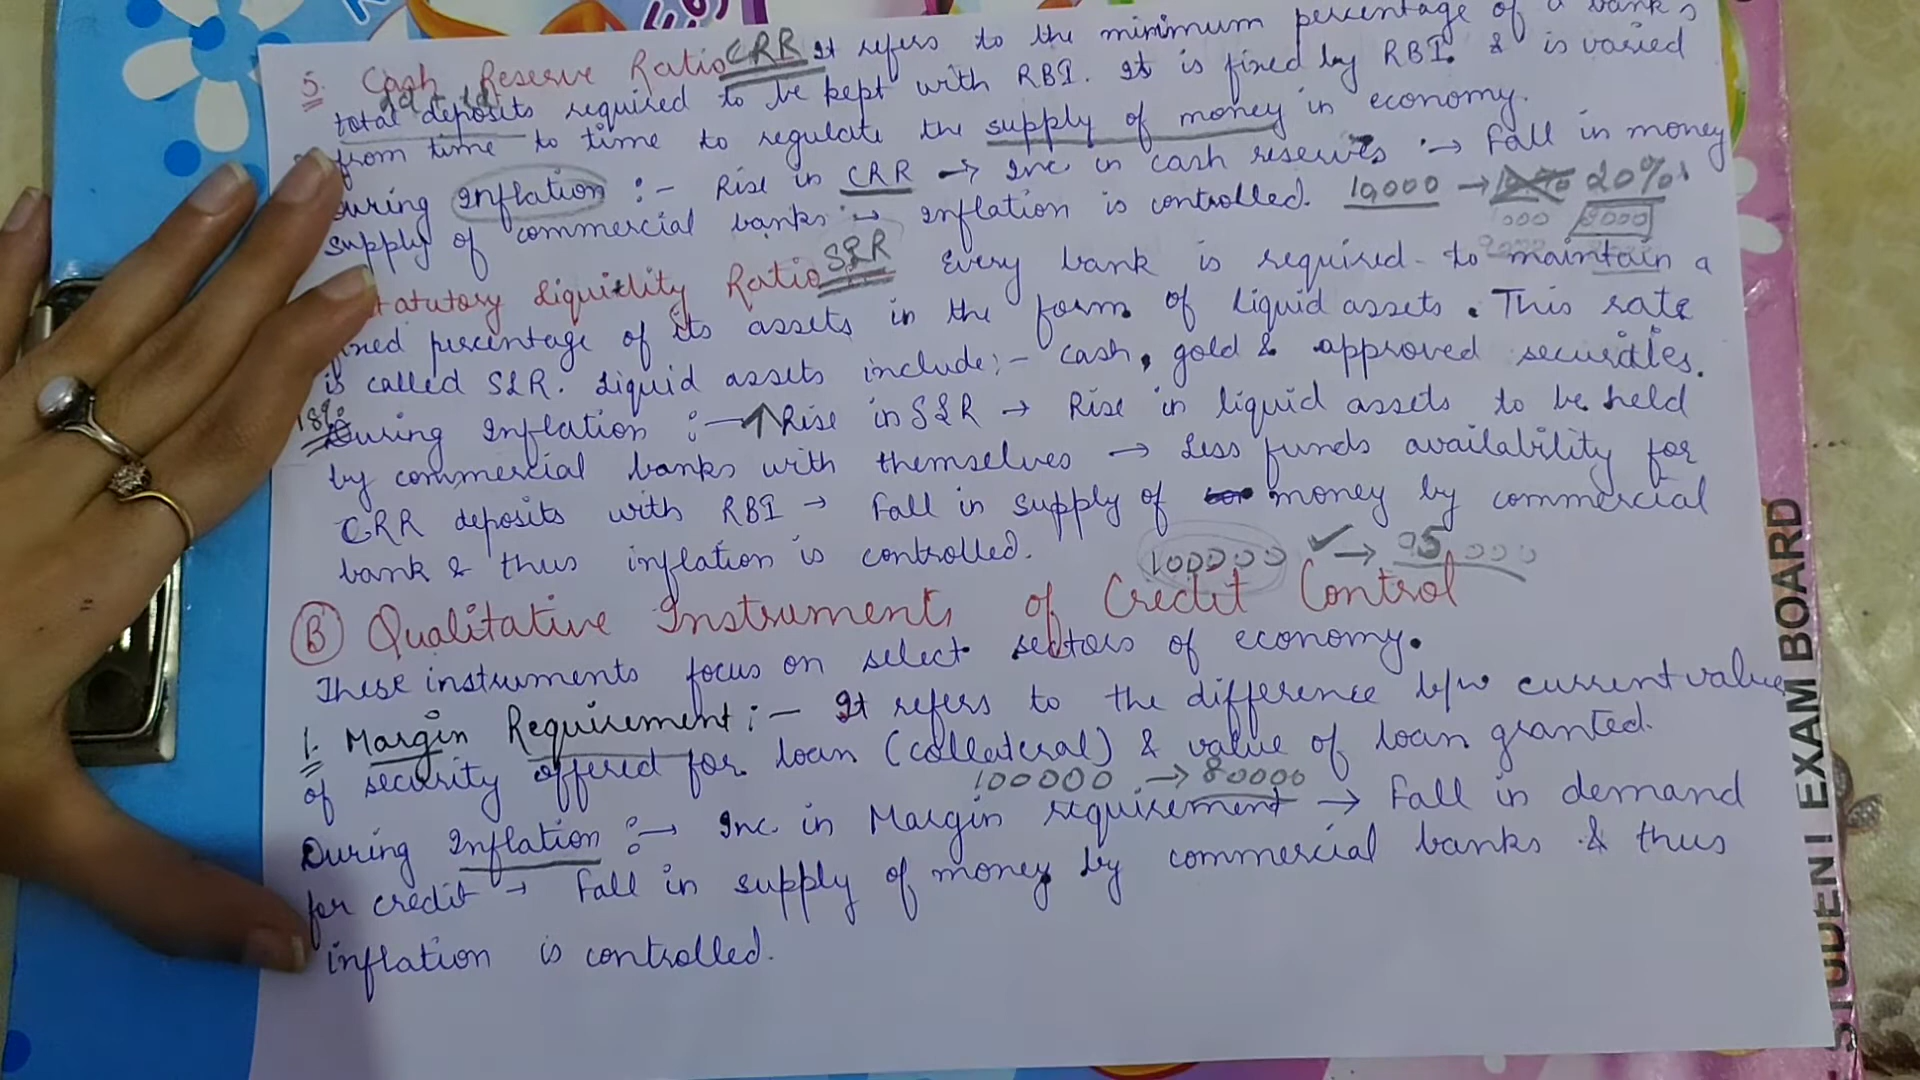 5. Cash Reserve Ratio CRR It refers to the minimum percentage of a bank's
total deposits required to be kept with RBI. It is fixed by RBI & is varied
from time to time to regulate the supply of money in economy.
During Inflation :- Rise in CRR → Inc in cash reserves → Fall in money
supply of commercial banks → Inflation is controlled. 10,000 → 20%
1000 8000
Statutory Liquidity Ratio SLR Every bank is required to maintain a
fixed percentage of its assets in the form of liquid assets. This rate
is called SLR. Liquid assets include:- cash, gold & approved securities.
18%
During Inflation :→ ↑ Rise in SLR → Rise in liquid assets to be held
by commercial banks with themselves → Less funds availability for
CRR deposits with RBI → Fall in supply of money by commercial
bank & thus inflation is controlled. 100000 ✓→ 95,000
B Qualitative Instruments of Credit Control
These instruments focus on select sectors of economy.
1. Margin Requirement :- It refers to the difference b/w current value
of security offered for loan (collateral) & value of loan granted.
100000 → 80000
During Inflation :→ Inc. in Margin requirement → Fall in demand
for credit → Fall in supply of money by commercial banks & thus
inflation is controlled.
STUDENT EXAM BOARD